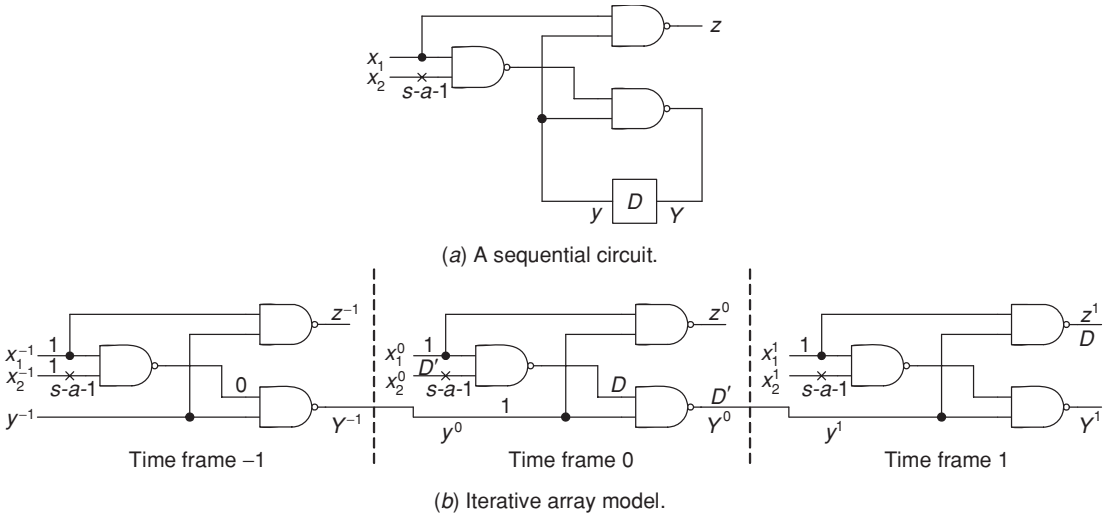 z
x₁
x₂
s-a-1
y D Y
(a) A sequential circuit.
z⁻¹ z⁰ z¹
D
x₁⁻¹ 1 x₁⁰ 1 x₁¹ 1
x₂⁻¹ 1 x₂⁰ D′ x₂¹
s-a-1 s-a-1 s-a-1
0 D D′
y⁻¹ Y⁻¹ y⁰ 1 Y⁰ y¹ Y¹
Time frame –1 Time frame 0 Time frame 1
(b) Iterative array model.